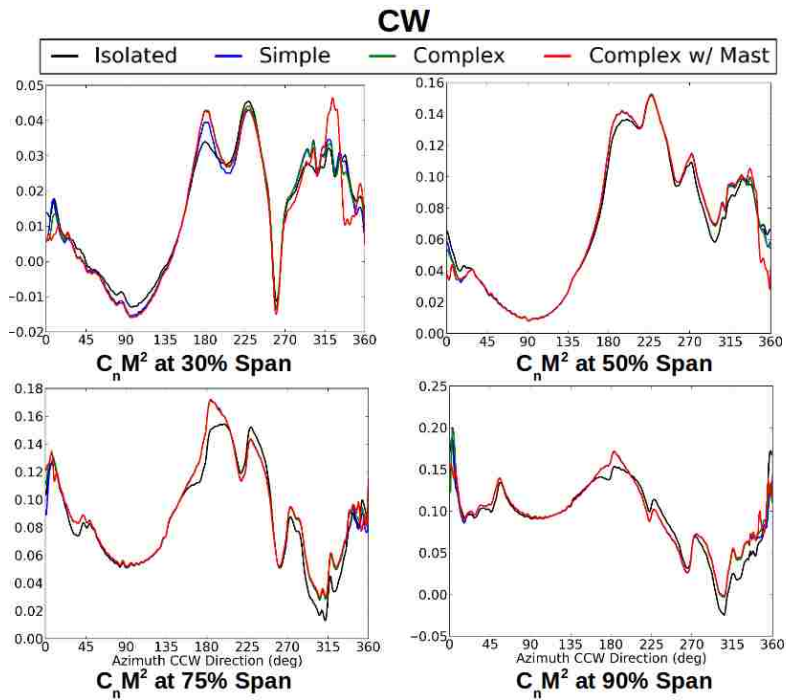 CW
Isolated Simple Complex Complex w/ Mast
0.05
0.04
0.03
0.02
0.01
0.00
−0.01
−0.02
0 45 90 135 180 225 270 315 360
CₙM² at 30% Span
0.16
0.14
0.12
0.10
0.08
0.06
0.04
0.02
0.00
0 45 90 135 180 225 270 315 360
CₙM² at 50% Span
0.18
0.16
0.14
0.12
0.10
0.08
0.06
0.04
0.02
0.00
0 45 90 135 180 225 270 315 360
Azimuth CCW Direction (deg)
CₙM² at 75% Span
0.25
0.20
0.15
0.10
0.05
0.00
−0.05
0 45 90 135 180 225 270 315 360
Azimuth CCW Direction (deg)
CₙM² at 90% Span